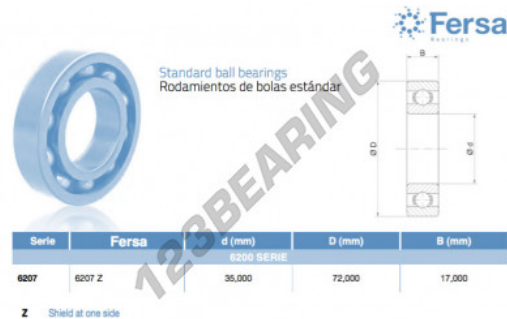 Fersa
Bearings
Standard ball bearings
Rodamientos de bolas estándar
B
Ø D
Ø d
123BEARING
Serie Fersa d (mm) D (mm) B (mm)
6200 SERIE
6207 6207 Z 35,000 72,000 17,000
Z Shield at one side